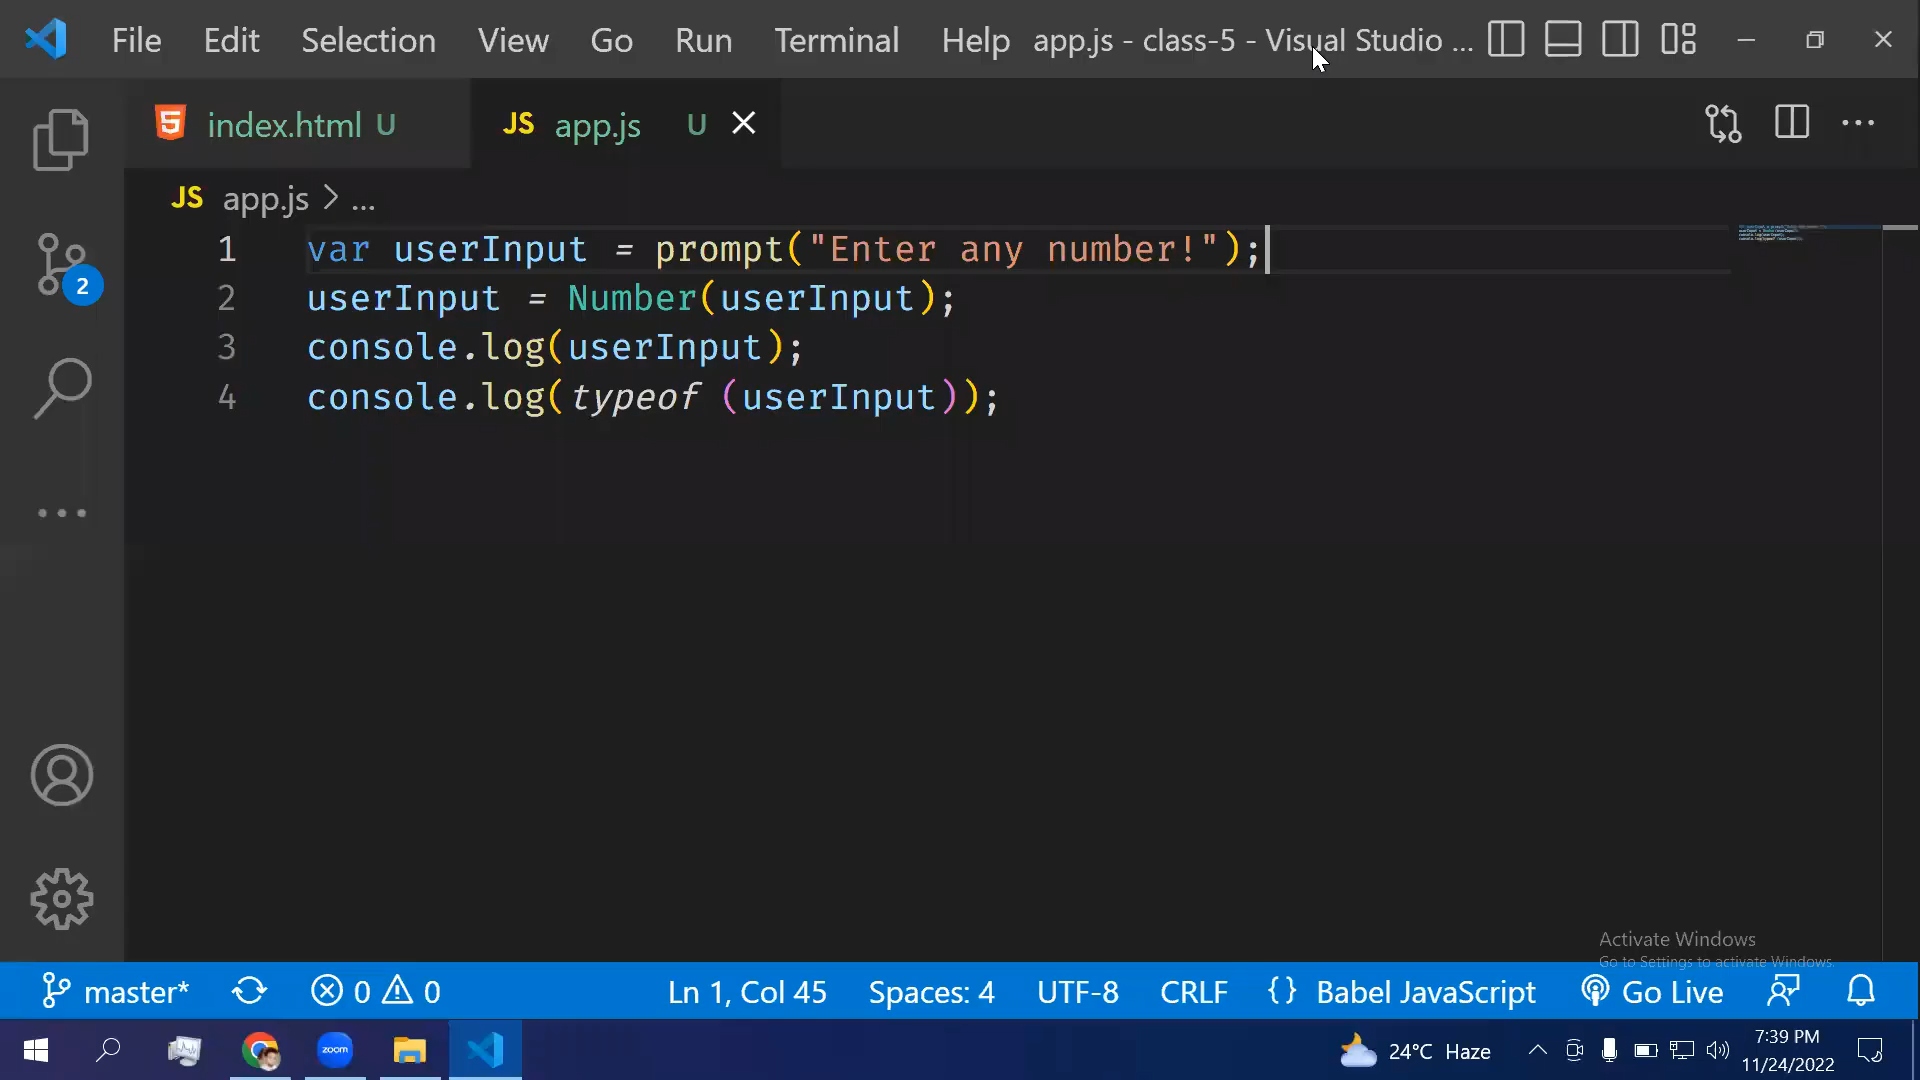 File Edit Selection View Go Run Terminal Help app.js - class-5 - Visual Studio ...
index.html U JS app.js U
JS app.js > ...
1 var userInput = prompt("Enter any number!");
2 userInput = Number(userInput);
3 console.log(userInput);
4 console.log(typeof (userInput));
2
Activate Windows
Go to Settings to activate Windows.
master* 0 0 Ln 1, Col 45 Spaces: 4 UTF-8 CRLF {} Babel JavaScript Go Live
zoom 24°C Haze 7:39 PM
11/24/2022